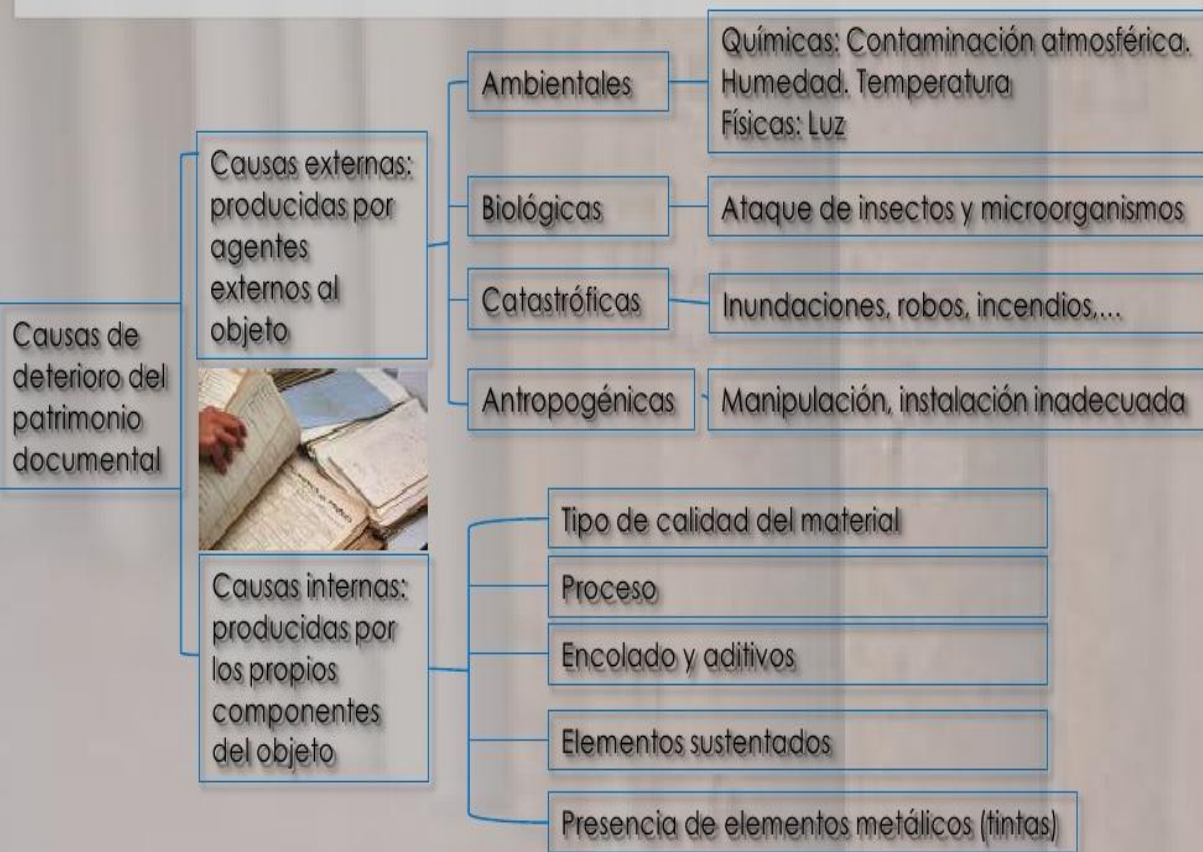 Causas de
deterioro del
patrimonio
documental
Causas externas:
producidas por
agentes
externos al
objeto
Ambientales
Químicas: Contaminación atmosférica.
Humedad. Temperatura
Físicas: Luz
Biológicas
Ataque de insectos y microorganismos
Catastróficas
Inundaciones, robos, incendios,...
Antropogénicas
Manipulación, instalación inadecuada
Causas internas:
producidas por
los propios
componentes
del objeto
Tipo de calidad del material
Proceso
Encolado y aditivos
Elementos sustentados
Presencia de elementos metálicos (tintas)